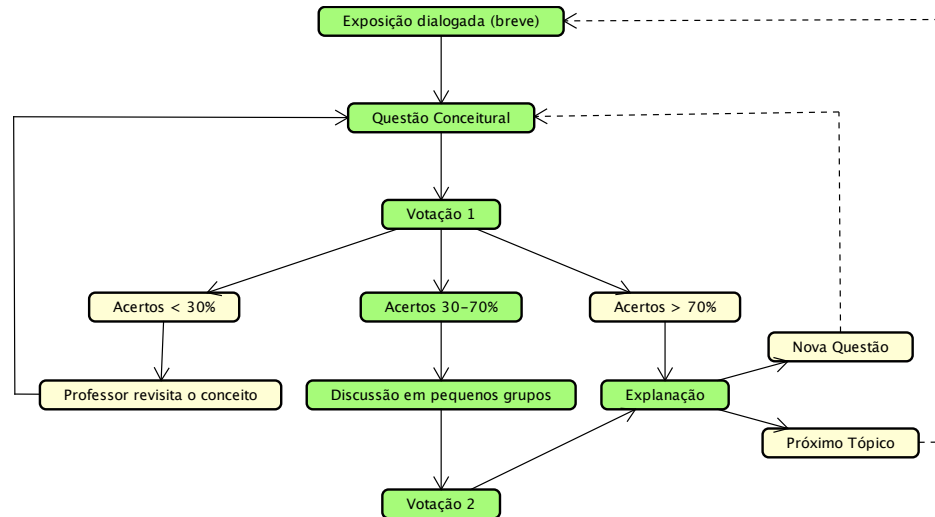 Exposição dialogada (breve)
Questão Conceitural
Votação 1
Acertos < 30%
Acertos 30-70%
Acertos > 70%
Nova Questão
Professor revisita o conceito
Discussão em pequenos grupos
Explanação
Próximo Tópico
Votação 2